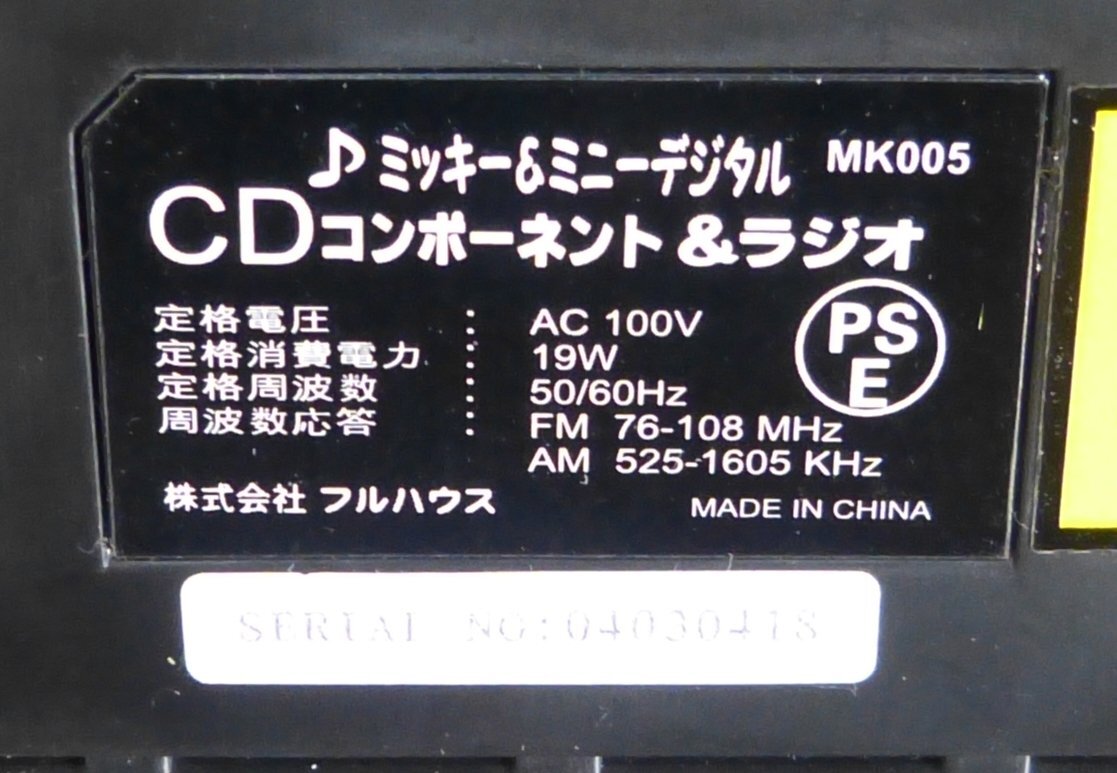 ♪ミッキー&ミニーデジタル MK005
CDコンポーネント&ラジオ
定格電圧 : AC 100V
定格消費電力 : 19W
定格周波数 : 50/60Hz
周波数応答 : FM 76-108 MHz
AM 525-1605 KHz
PS
E
株式会社 フルハウス
MADE IN CHINA
SERIAL NO:04030418